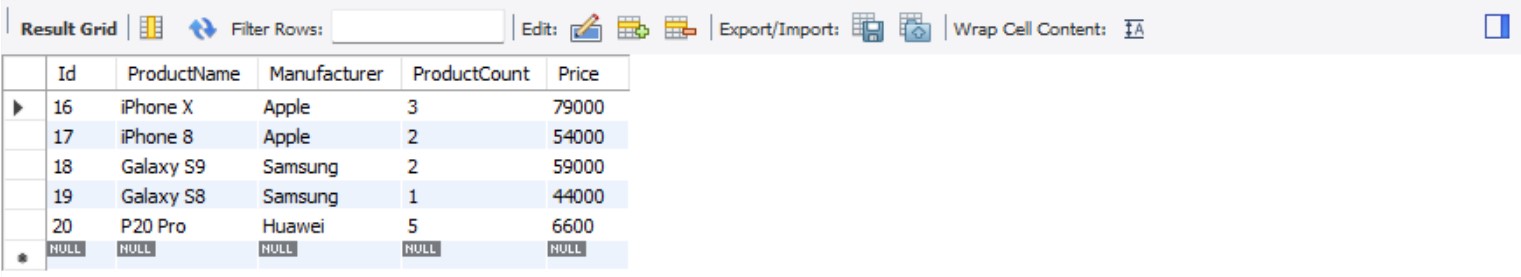 Result Grid Filter Rows: Edit: Export/Import: Wrap Cell Content: IA
Id ProductName Manufacturer ProductCount Price
16 iPhone X Apple 3 79000
17 iPhone 8 Apple 2 54000
18 Galaxy S9 Samsung 2 59000
19 Galaxy S8 Samsung 1 44000
20 P20 Pro Huawei 5 6600
NULL NULL NULL NULL NULL